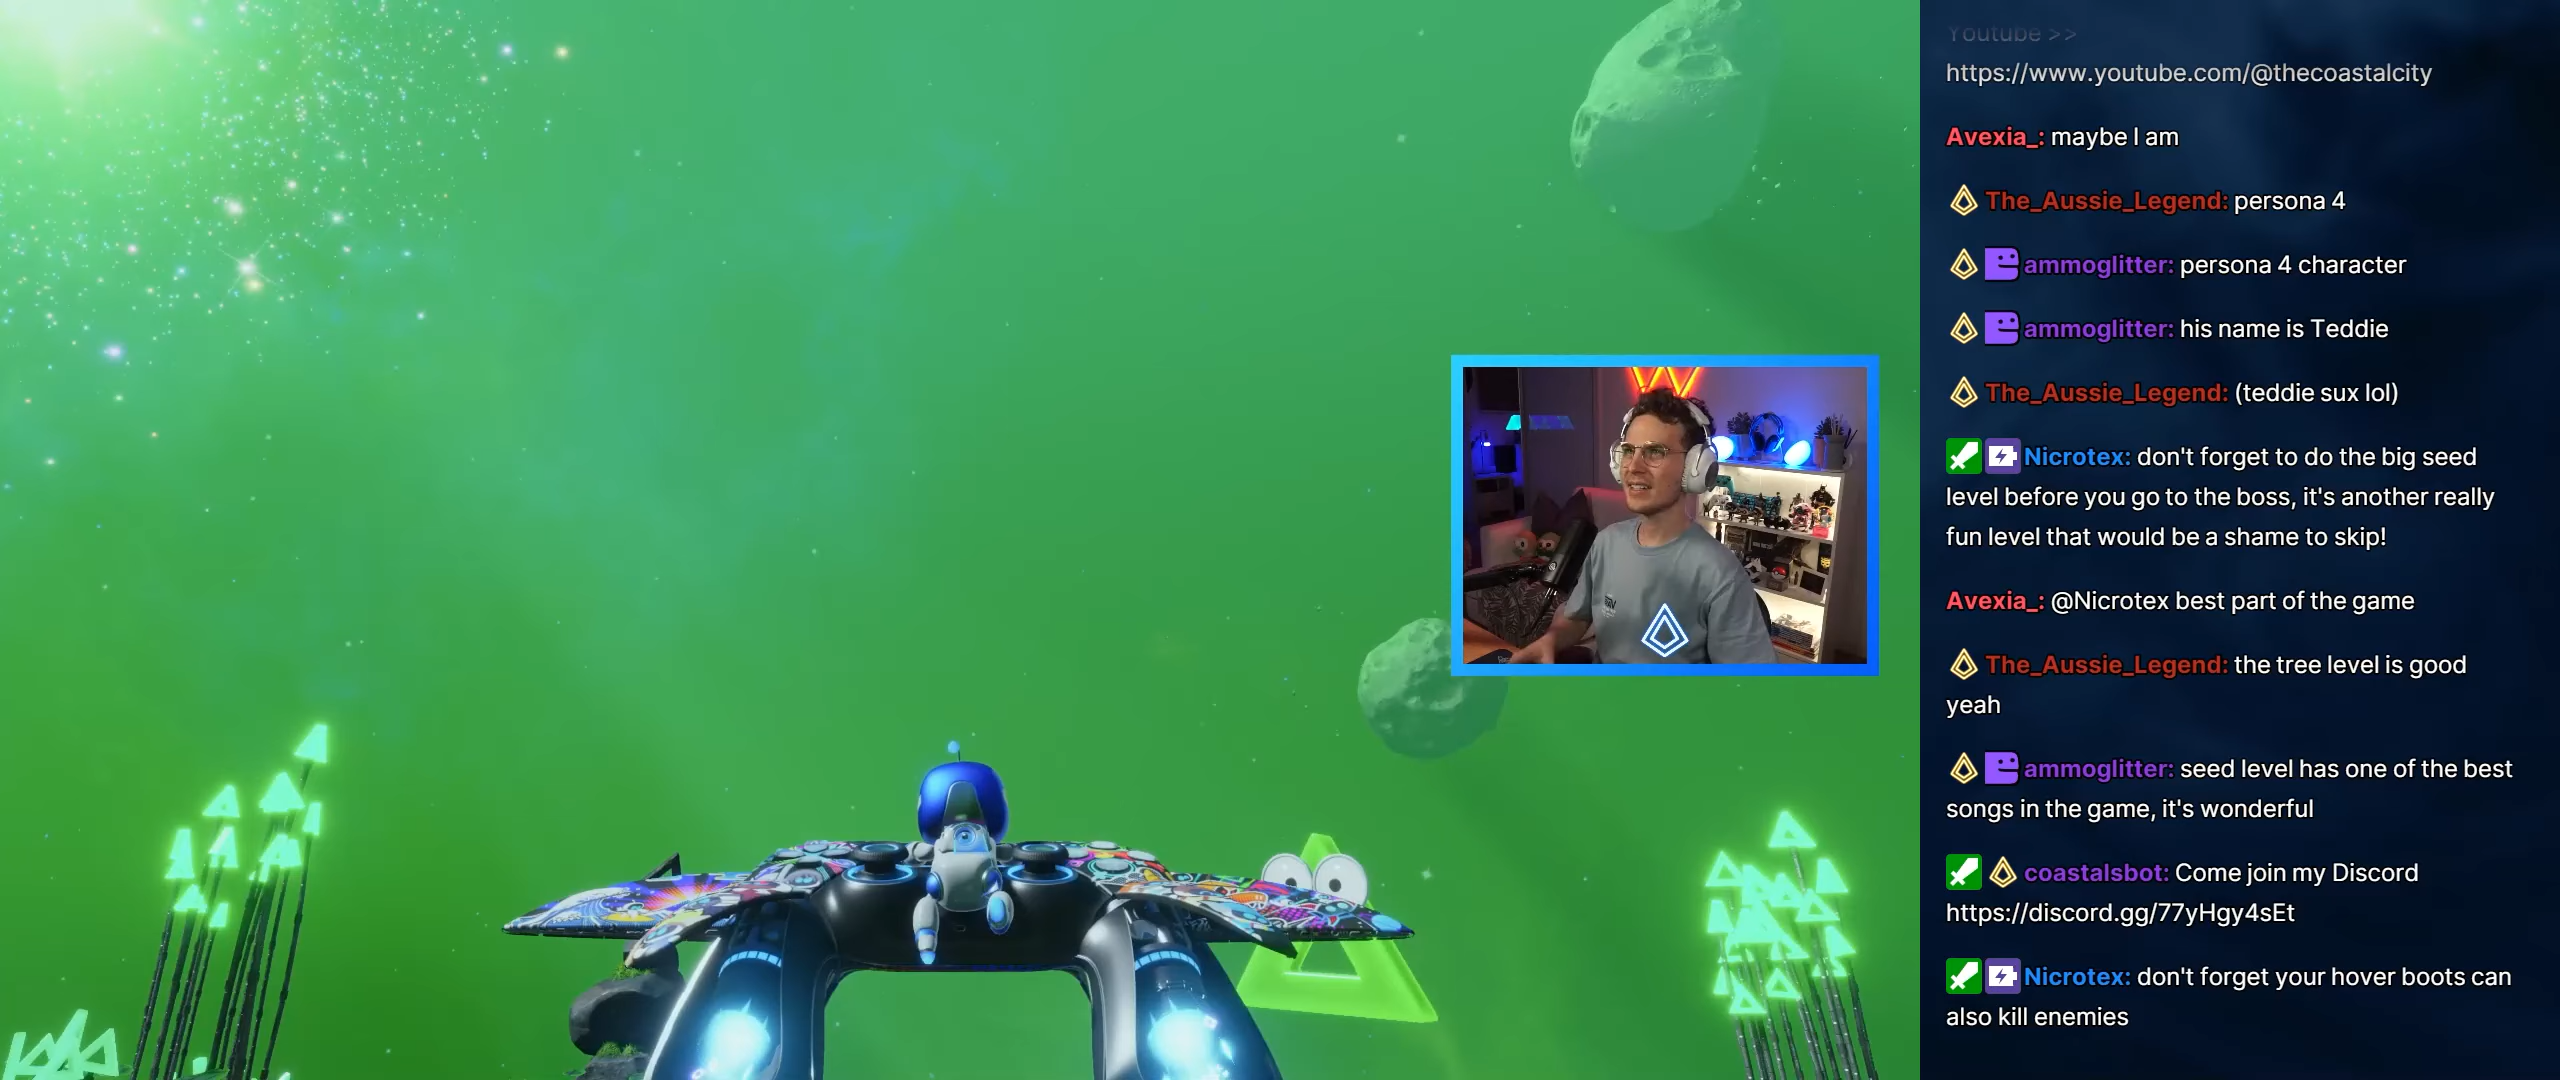 Youtube >>
https://www.youtube.com/@thecoastalcity
Avexia_: maybe I am
The_Aussie_Legend: persona 4
ammoglitter: persona 4 character
ammoglitter: his name is Teddie
The_Aussie_Legend: (teddie sux lol)
Nicrotex: don't forget to do the big seed
level before you go to the boss, it's another really
fun level that would be a shame to skip!
Avexia_: @Nicrotex best part of the game
The_Aussie_Legend: the tree level is good
yeah
ammoglitter: seed level has one of the best
songs in the game, it's wonderful
coastalsbot: Come join my Discord
https://discord.gg/77yHgy4sEt
Nicrotex: don't forget your hover boots can
also kill enemies